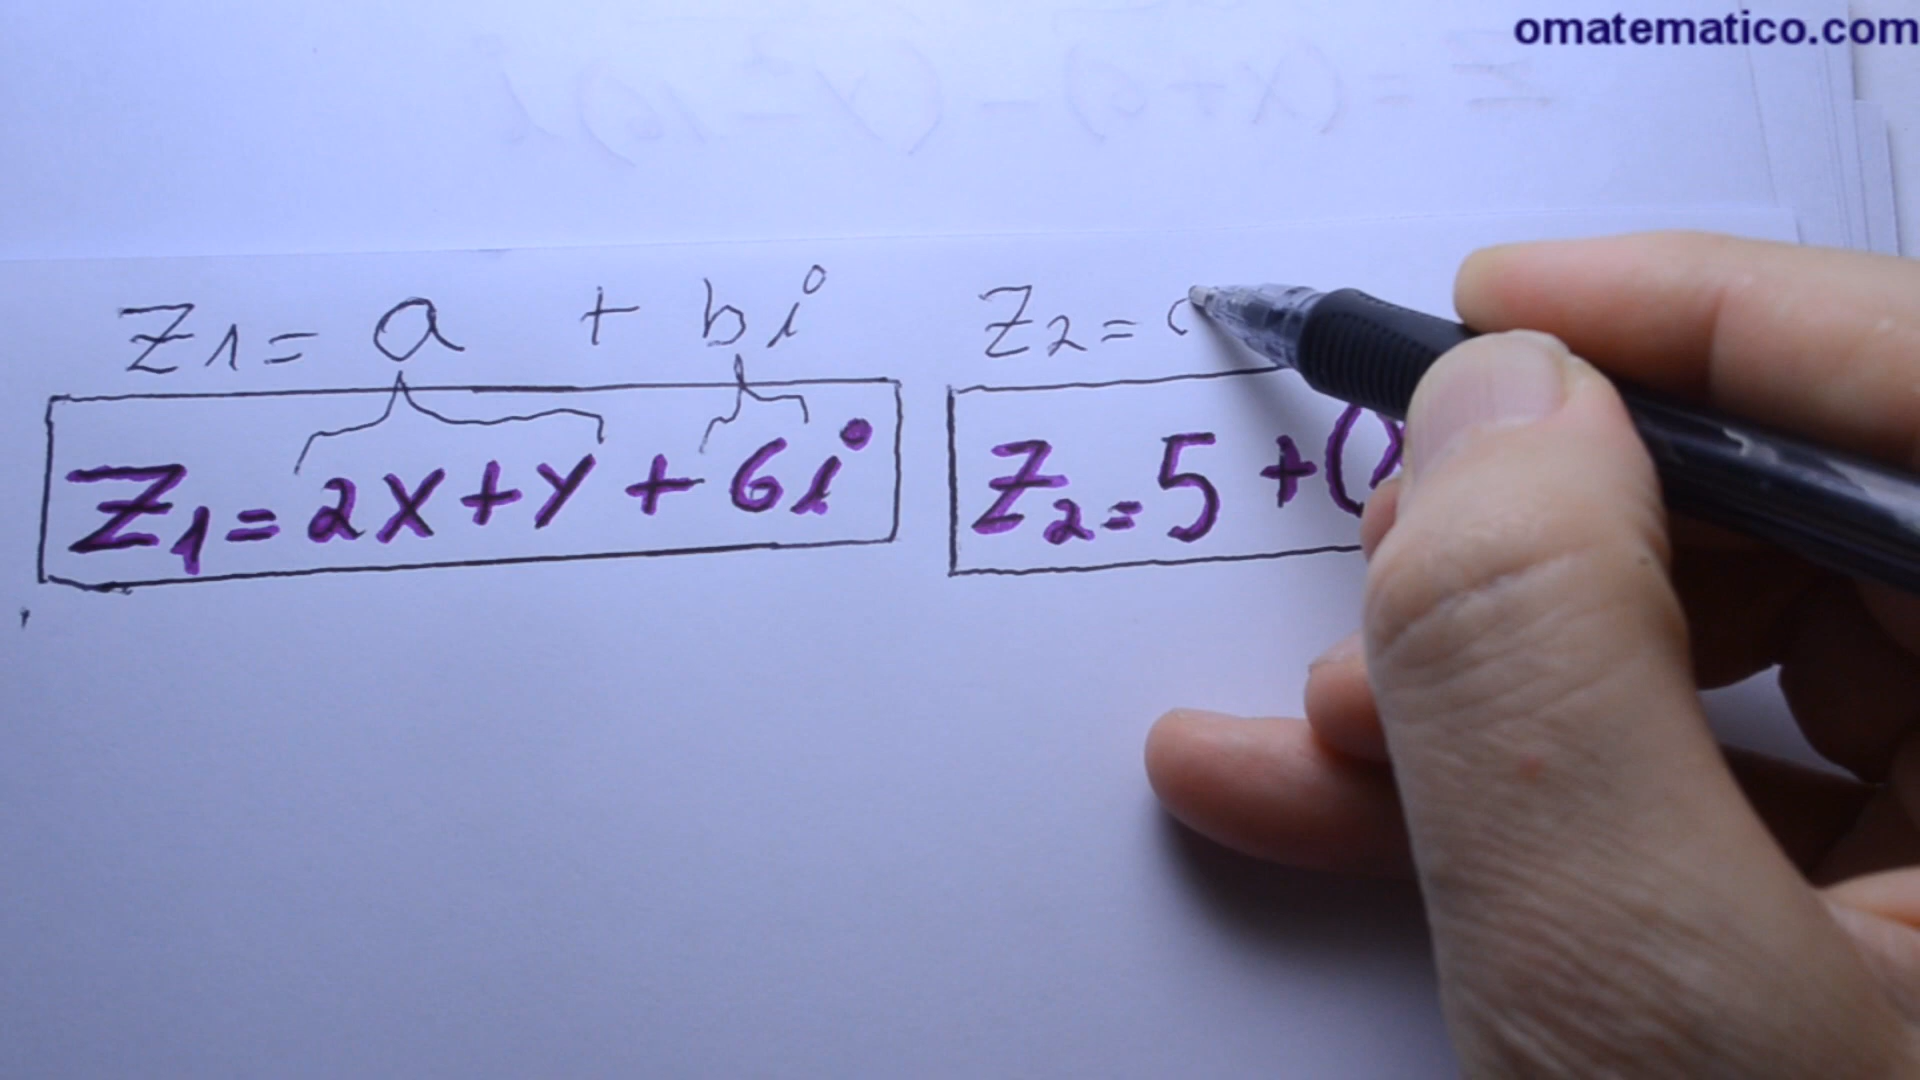 omatematico.com
Z1 = a + bi Z2 =
Z1 = 2x + y + 6i Z2 = 5 + (